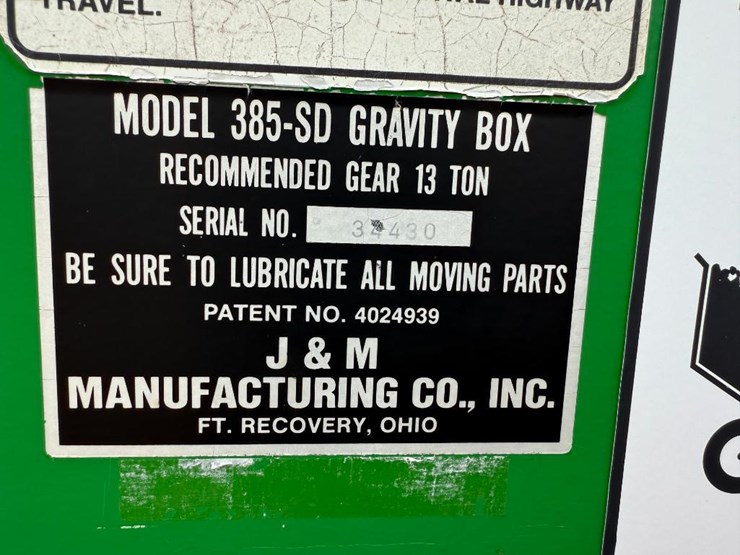 TRAVEL.
HIGHWAY
MODEL 385-SD GRAVITY BOX
RECOMMENDED GEAR 13 TON
SERIAL NO.
BE SURE TO LUBRICATE ALL MOVING PARTS
PATENT NO. 4024939
J & M
MANUFACTURING CO., INC.
FT. RECOVERY, OHIO